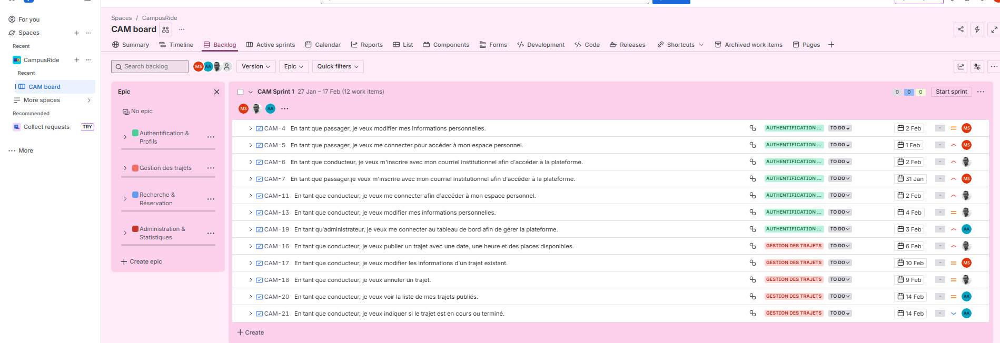 For you
Spaces
Recent
CampusRide
Recent
CAM board
More spaces
Recommended
Collect requests TRY
More
Spaces / CampusRide
CAM board
Summary Timeline Backlog Active sprints Calendar Reports List Components Forms Development Code Releases Shortcuts Archived work items Pages
Search backlog MS AA Version Epic Quick filters
Epic
No epic
Authentification &
Profils
Gestion des trajets
Recherche &
Réservation
Administration &
Statistiques
Create epic
CAM Sprint 1 27 Jan – 17 Feb (12 work items) 0 0 0 Start sprint
MS AA
CAM-4 En tant que passager, je veux modifier mes informations personnelles. AUTHENTIFICATION ... TO DO 2 Feb - MS
CAM-5 En tant que passager, je veux me connecter pour accéder à mon espace personnel. AUTHENTIFICATION ... TO DO 1 Feb - MS
CAM-6 En tant que conducteur, je veux m'inscrire avec mon courriel institutionnel afin d'accéder à la plateforme. AUTHENTIFICATION ... TO DO 2 Feb -
CAM-7 En tant que passager,je veux m'inscrire avec mon courriel institutionnel afin d'accéder à la plateforme. AUTHENTIFICATION ... TO DO 31 Jan - MS
CAM-11 En tant que conducteur, je veux me connecter afin d'accéder à mon espace personnel. AUTHENTIFICATION ... TO DO 2 Feb -
CAM-13 En tant que conducteur, je veux modifier mes informations personnelles. AUTHENTIFICATION ... TO DO 4 Feb -
CAM-19 En tant qu'administrateur, je veux me connecter au tableau de bord afin de gérer la plateforme. AUTHENTIFICATION ... TO DO 3 Feb - AA
CAM-16 En tant que conducteur, je veux publier un trajet avec une date, une heure et des places disponibles. GESTION DES TRAJETS TO DO 6 Feb -
CAM-17 En tant que conducteur, je veux modifier les informations d'un trajet existant. GESTION DES TRAJETS TO DO 10 Feb - MS
CAM-18 En tant que conducteur, je veux annuler un trajet. GESTION DES TRAJETS TO DO 9 Feb -
CAM-20 En tant que conducteur, je veux voir la liste de mes trajets publiés. GESTION DES TRAJETS TO DO 14 Feb - AA
CAM-21 En tant que conducteur, je veux indiquer si le trajet est en cours ou terminé. GESTION DES TRAJETS TO DO 14 Feb - AA
Create